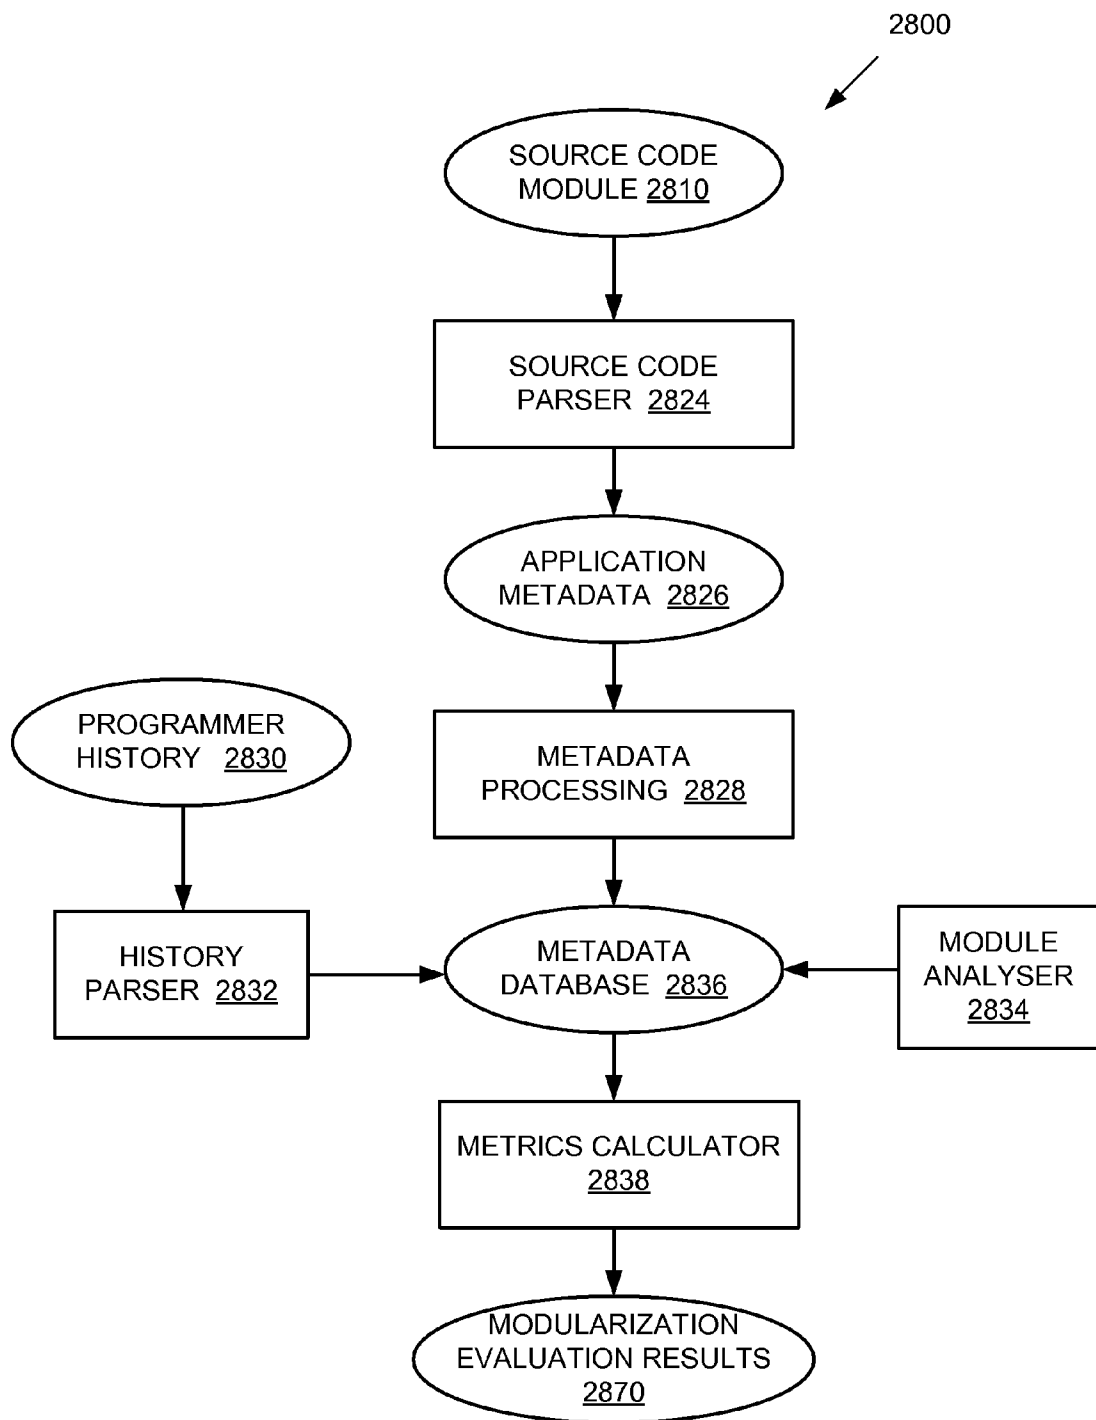 2800
SOURCE CODE
MODULE 2810
SOURCE CODE
PARSER 2824
APPLICATION
METADATA 2826
PROGRAMMER
HISTORY 2830
METADATA
PROCESSING 2828
HISTORY
PARSER 2832
METADATA
DATABASE 2836
MODULE
ANALYSER
2834
METRICS CALCULATOR
2838
MODULARIZATION
EVALUATION RESULTS
2870